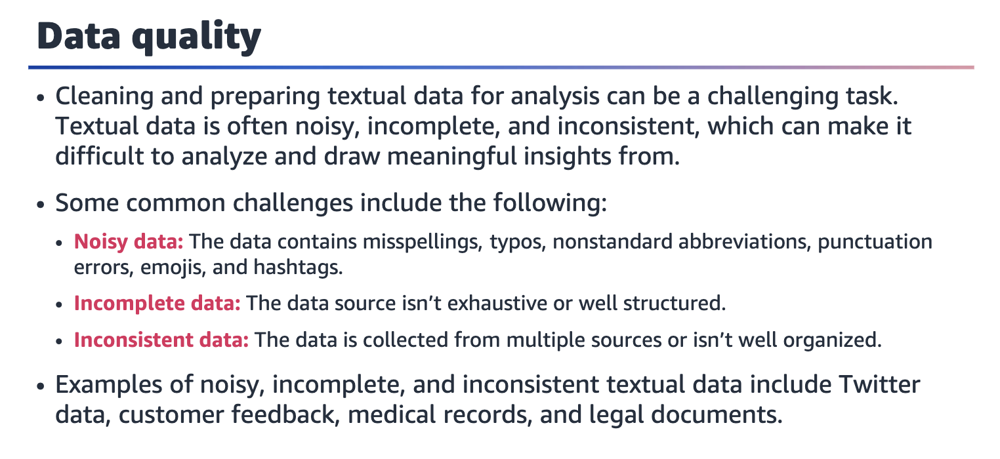 Data quality
• Cleaning and preparing textual data for analysis can be a challenging task.
Textual data is often noisy, incomplete, and inconsistent, which can make it
difficult to analyze and draw meaningful insights from.
• Some common challenges include the following:
• Noisy data: The data contains misspellings, typos, nonstandard abbreviations, punctuation
errors, emojis, and hashtags.
• Incomplete data: The data source isn’t exhaustive or well structured.
• Inconsistent data: The data is collected from multiple sources or isn’t well organized.
• Examples of noisy, incomplete, and inconsistent textual data include Twitter
data, customer feedback, medical records, and legal documents.